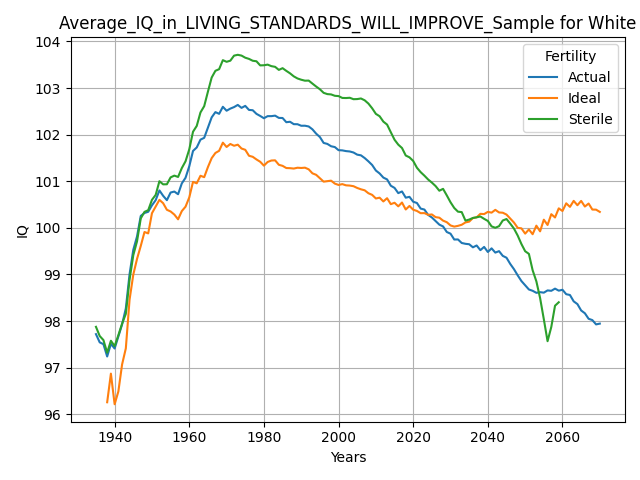 Average_IQ_in_LIVING_STANDARDS_WILL_IMPROVE_Sample for White
Fertility
Actual
Ideal
Sterile
104
103
102
101
100
99
98
97
96
IQ
1940
1960
1980
2000
2020
2040
2060
Years